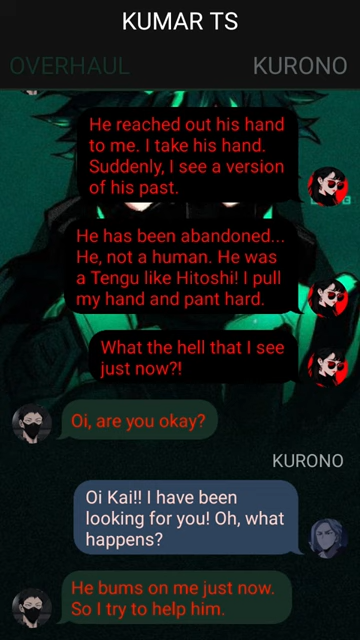 KUMAR TS
OVERHAUL
KURONO
He reached out his hand
to me. I take his hand.
Suddenly, I see a version
of his past.
He has been abandoned...
He, not a human. He was
a Tengu like Hitoshi! I pull
my hand and pant hard.
What the hell that I see
just now?!
Oi, are you okay?
KURONO
Oi Kai!! I have been
looking for you! Oh, what
happens?
He bums on me just now.
So I try to help him.